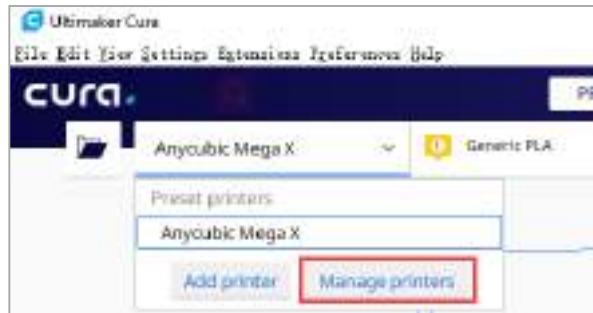 Ultimaker Cura
File Edit View Settings Extensions Preferences Help
cura.
PR
Anycubic Mega X
Generic PLA
Preset printers
Anycubic Mega X
Add printer Manage printers